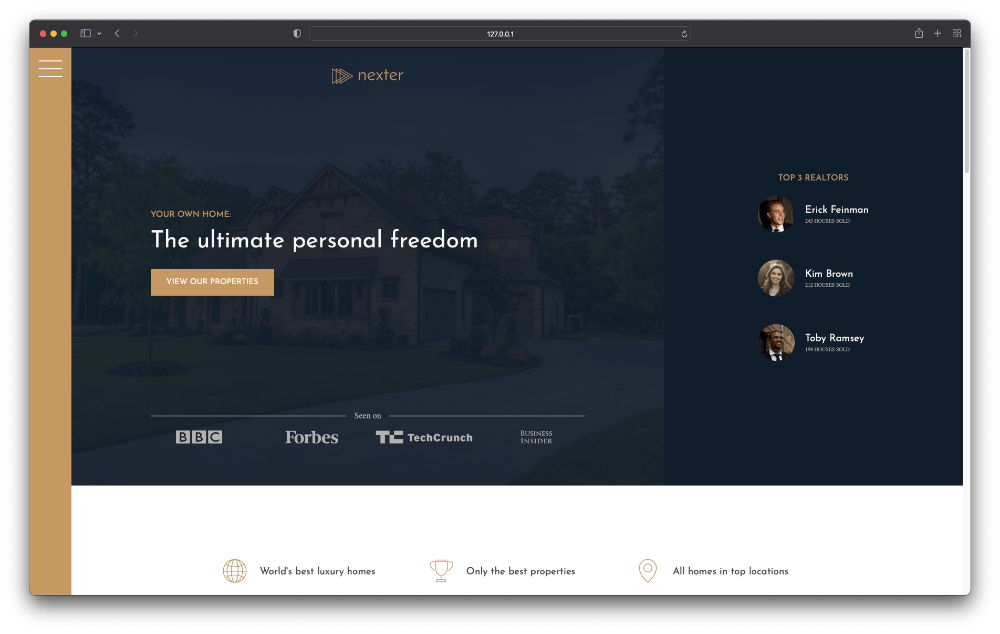 127.0.0.1
nexter
YOUR OWN HOME:
The ultimate personal freedom
VIEW OUR PROPERTIES
Seen on
BBC
Forbes
TC TechCrunch
BUSINESS
INSIDER
TOP 3 REALTORS
Erick Feinman
245 HOUSES SOLD
Kim Brown
212 HOUSES SOLD
Toby Ramsey
198 HOUSES SOLD
World's best luxury homes
Only the best properties
All homes in top locations